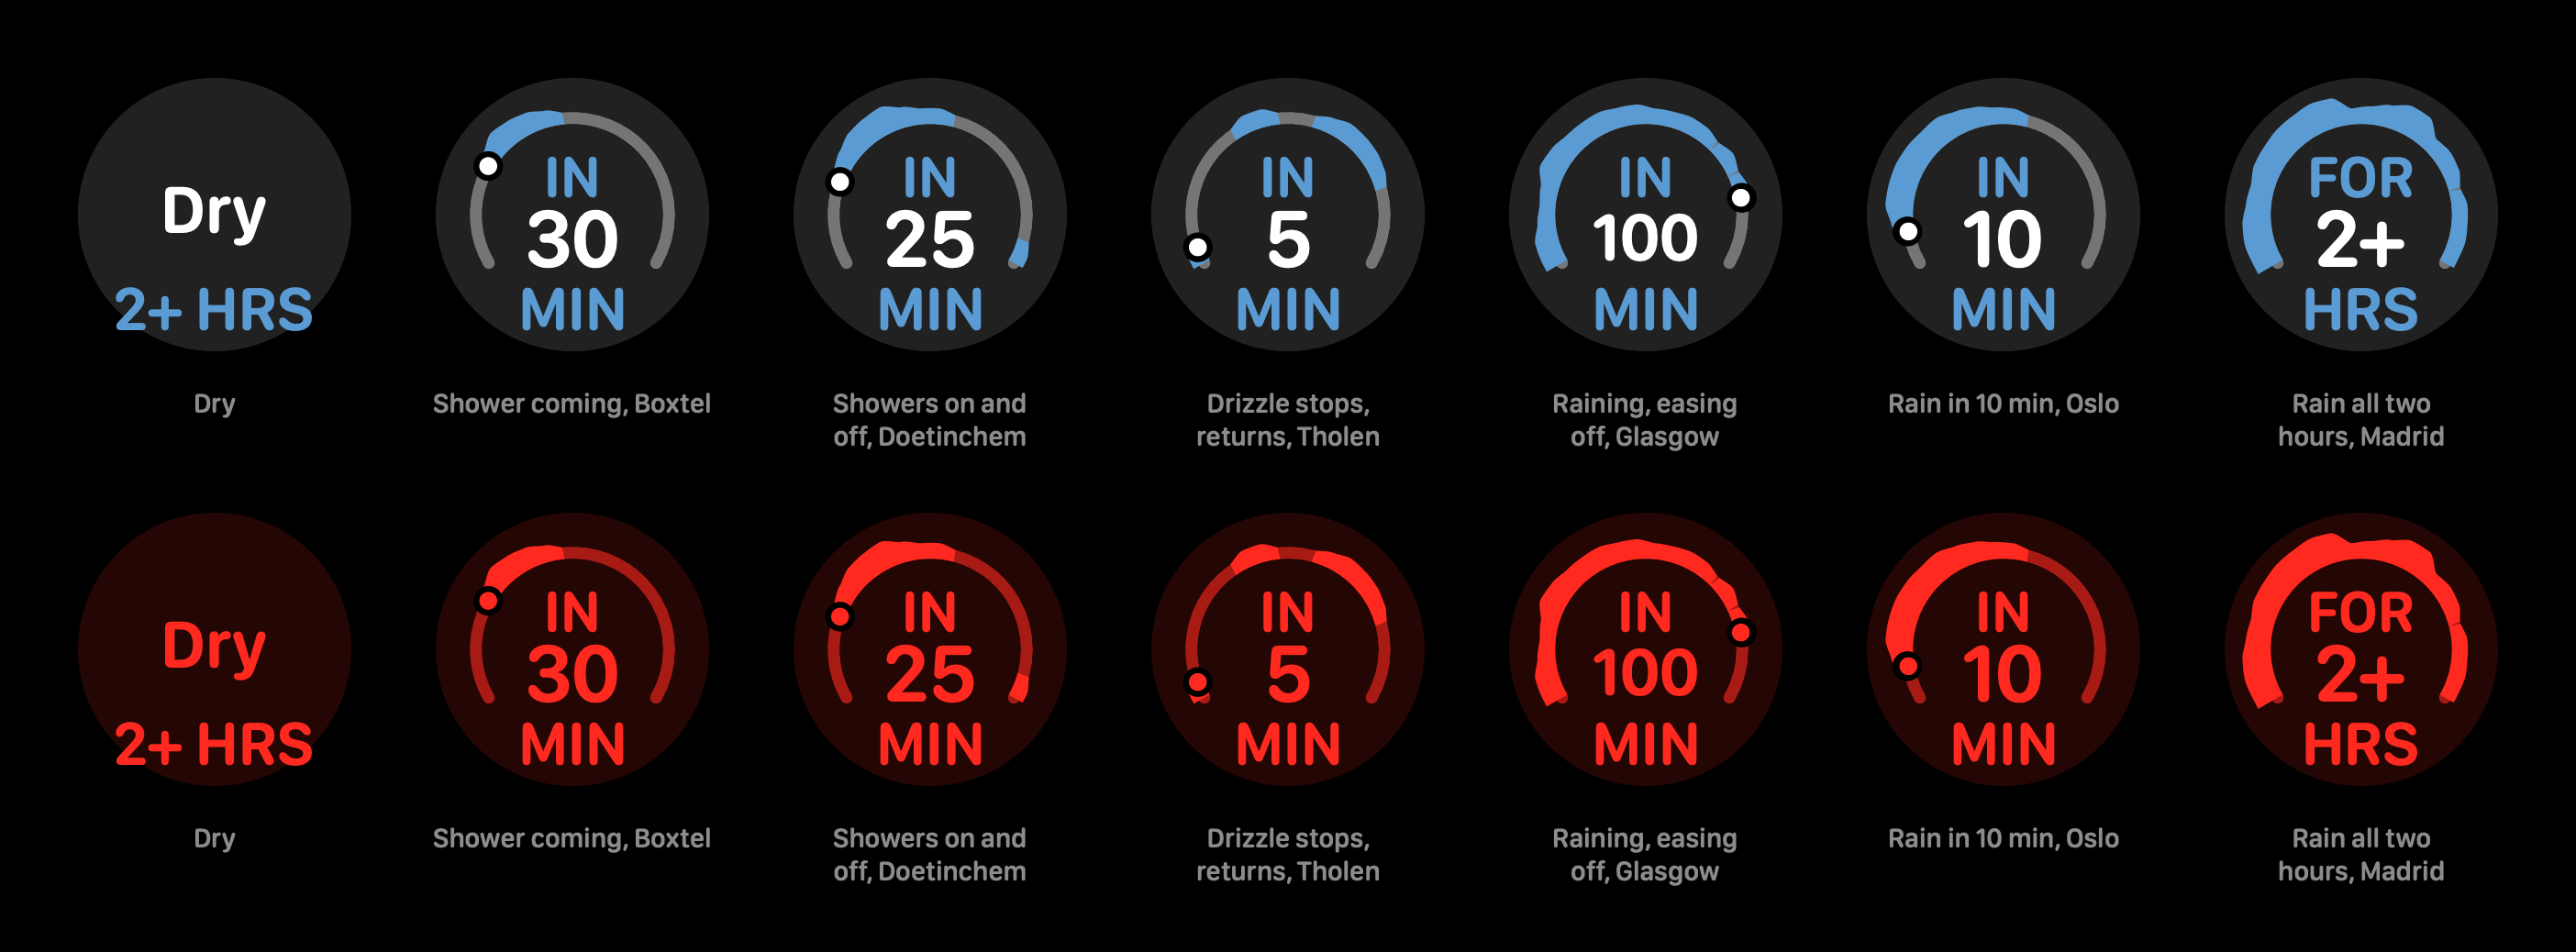 Dry
2+ HRS
IN
30
MIN
IN
25
MIN
IN
5
MIN
IN
100
MIN
IN
10
MIN
FOR
2+
HRS
Dry
Shower coming, Boxtel
Showers on and
off, Doetinchem
Drizzle stops,
returns, Tholen
Raining, easing
off, Glasgow
Rain in 10 min, Oslo
Rain all two
hours, Madrid
Dry
2+ HRS
IN
30
MIN
IN
25
MIN
IN
5
MIN
IN
100
MIN
IN
10
MIN
FOR
2+
HRS
Dry
Shower coming, Boxtel
Showers on and
off, Doetinchem
Drizzle stops,
returns, Tholen
Raining, easing
off, Glasgow
Rain in 10 min, Oslo
Rain all two
hours, Madrid